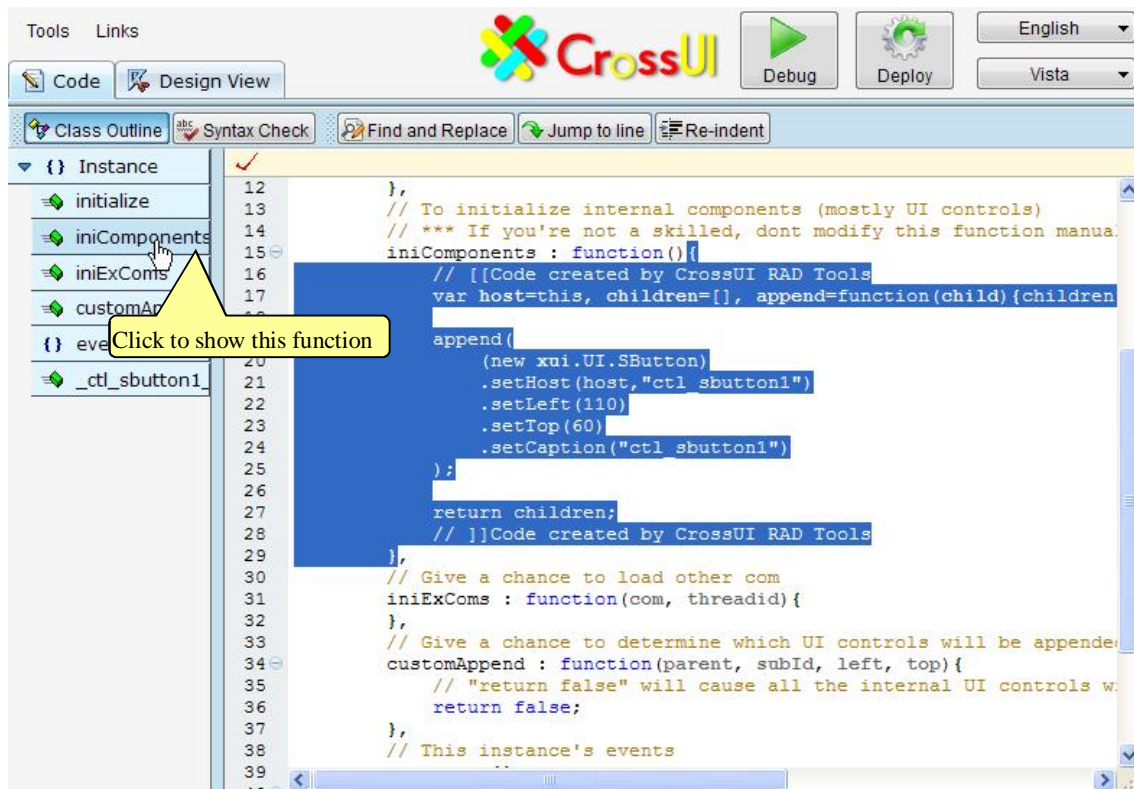 Tools Links
CrossUI
Debug
Deploy
English
Vista
Code Design View
Class Outline abc Syntax Check Find and Replace Jump to line Re-indent
{} Instance
initialize
iniComponents
iniExComs
customAp
{} eve
_ctl_sbutton1_
Click to show this function
12 },
13 // To initialize internal components (mostly UI controls)
14 // *** If you're not a skilled, dont modify this function manua
15 iniComponents : function(){
16 // [[Code created by CrossUI RAD Tools
17 var host=this, children=[], append=function(child){children
append(
20 (new xui.UI.SButton)
21 .setHost(host,"ctl_sbutton1")
22 .setLeft(110)
23 .setTop(60)
24 .setCaption("ctl_sbutton1")
25 );
26
27 return children;
28 // ]]Code created by CrossUI RAD Tools
29 },
30 // Give a chance to load other com
31 iniExComs : function(com, threadid){
32 },
33 // Give a chance to determine which UI controls will be appende
34 customAppend : function(parent, subId, left, top){
35 // "return false" will cause all the internal UI controls w
36 return false;
37 },
38 // This instance's events
39